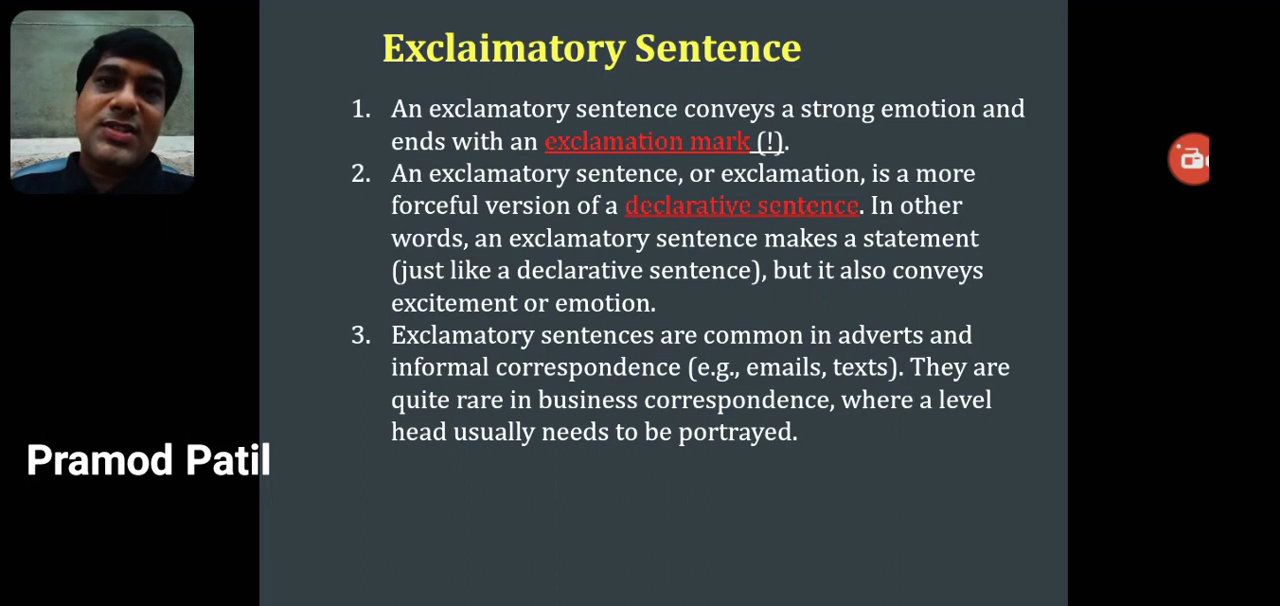 Exclaimatory Sentence
1. An exclamatory sentence conveys a strong emotion and
ends with an exclamation mark (!).
2. An exclamatory sentence, or exclamation, is a more
forceful version of a declarative sentence. In other
words, an exclamatory sentence makes a statement
(just like a declarative sentence), but it also conveys
excitement or emotion.
3. Exclamatory sentences are common in adverts and
informal correspondence (e.g., emails, texts). They are
quite rare in business correspondence, where a level
head usually needs to be portrayed.
Pramod Patil